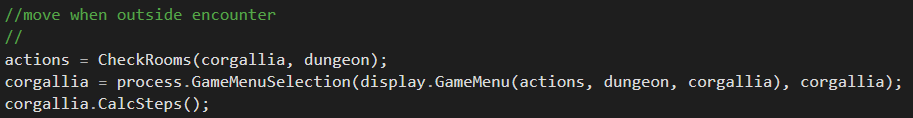 //move when outside encounter
//
actions = CheckRooms(corgallia, dungeon);
corgallia = process.GameMenuSelection(display.GameMenu(actions, dungeon, corgallia), corgallia);
corgallia.CalcSteps();